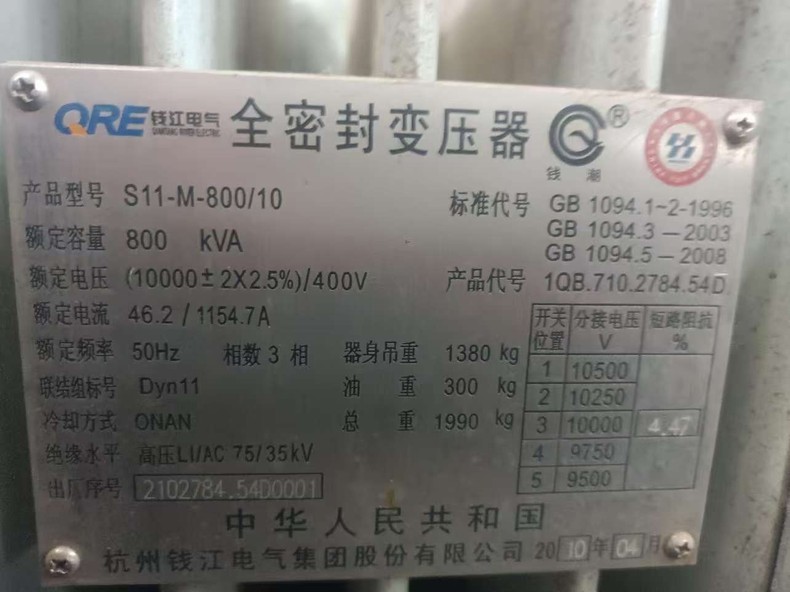 QRE 钱江电气 全密封变压器 ®
QIANTANG RIVER ELECTRIC
钱潮
产品型号 S11-M-800/10 标准代号 GB 1094.1~2-1996
GB 1094.3-2003
额定容量 800 kVA GB 1094.5-2008
额定电压 (10000±2X2.5%)/400V 产品代号 1QB.710.2784.54D
额定电流 46.2/1154.7A
额定频率 50Hz 相数 3 相 器身吊重 1380 kg
联结组标号 Dyn11 油 重 300 kg
冷却方式 ONAN 总 重 1990 kg
绝缘水平 高压LI/AC 75/35kV
出厂序号 2102784.54D0001
开关位置 分接电压 V 短路阻抗 %
1 10500
2 10250
3 10000 4.47
4 9750
5 9500
中华人民共和国
杭州钱江电气集团股份有限公司 2010年04月